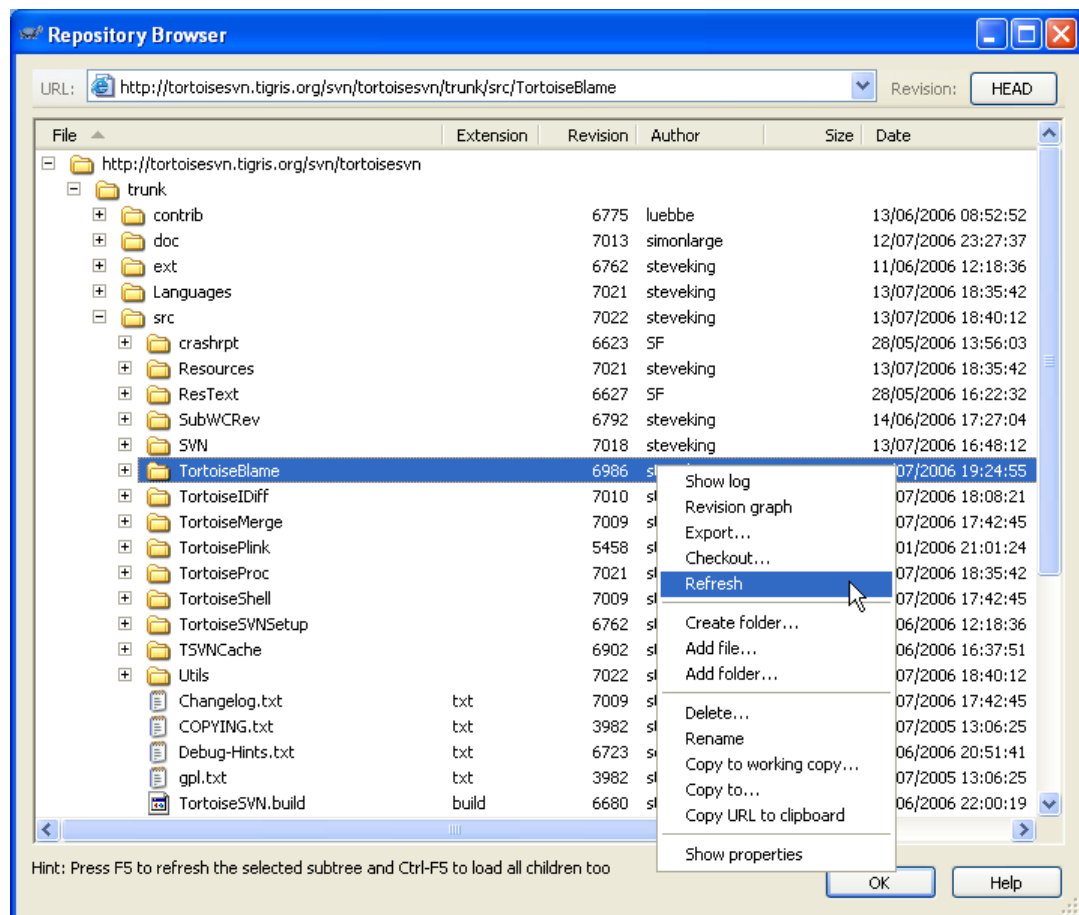 Repository Browser
URL: http://tortoisesvn.tigris.org/svn/tortoisesvn/trunk/src/TortoiseBlame Revision: HEAD
File Extension Revision Author Size Date
http://tortoisesvn.tigris.org/svn/tortoisesvn
trunk
contrib 6775 luebbe 13/06/2006 08:52:52
doc 7013 simonlarge 12/07/2006 23:27:37
ext 6762 steveking 11/06/2006 12:18:36
Languages 7021 steveking 13/07/2006 18:35:42
src 7022 steveking 13/07/2006 18:40:12
crashrpt 6623 SF 28/05/2006 13:56:03
Resources 7021 steveking 13/07/2006 18:35:42
ResText 6627 SF 28/05/2006 16:22:32
SubWCRev 6792 steveking 14/06/2006 17:27:04
SVN 7018 steveking 13/07/2006 16:48:12
TortoiseBlame 6986 07/2006 19:24:55
TortoiseIDiff 7010 07/2006 18:08:21
TortoiseMerge 7009 07/2006 17:42:45
TortoisePlink 5458 01/2006 21:01:24
TortoiseProc 7021 07/2006 18:35:42
TortoiseShell 7009 07/2006 17:42:45
TortoiseSVNSetup 6762 06/2006 12:18:36
TSVNCache 6902 06/2006 16:37:51
Utils 7022 07/2006 18:40:12
Changelog.txt txt 7009 07/2006 17:42:45
COPYING.txt txt 3982 07/2005 13:06:25
Debug-Hints.txt txt 6723 06/2006 20:51:41
gpl.txt txt 3982 07/2005 13:06:25
TortoiseSVN.build build 6680 06/2006 22:00:19
Show log
Revision graph
Export...
Checkout...
Refresh
Create folder...
Add file...
Add folder...
Delete...
Rename
Copy to working copy...
Copy to...
Copy URL to clipboard
Show properties
Hint: Press F5 to refresh the selected subtree and Ctrl-F5 to load all children too
OK Help